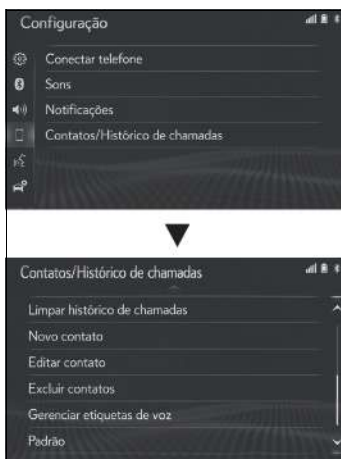 Configuração
Conectar telefone
Sons
Notificações
Contatos/Histórico de chamadas
Contatos/Histórico de chamadas
Limpar histórico de chamadas
Novo contato
Editar contato
Excluir contatos
Gerenciar etiquetas de voz
Padrão